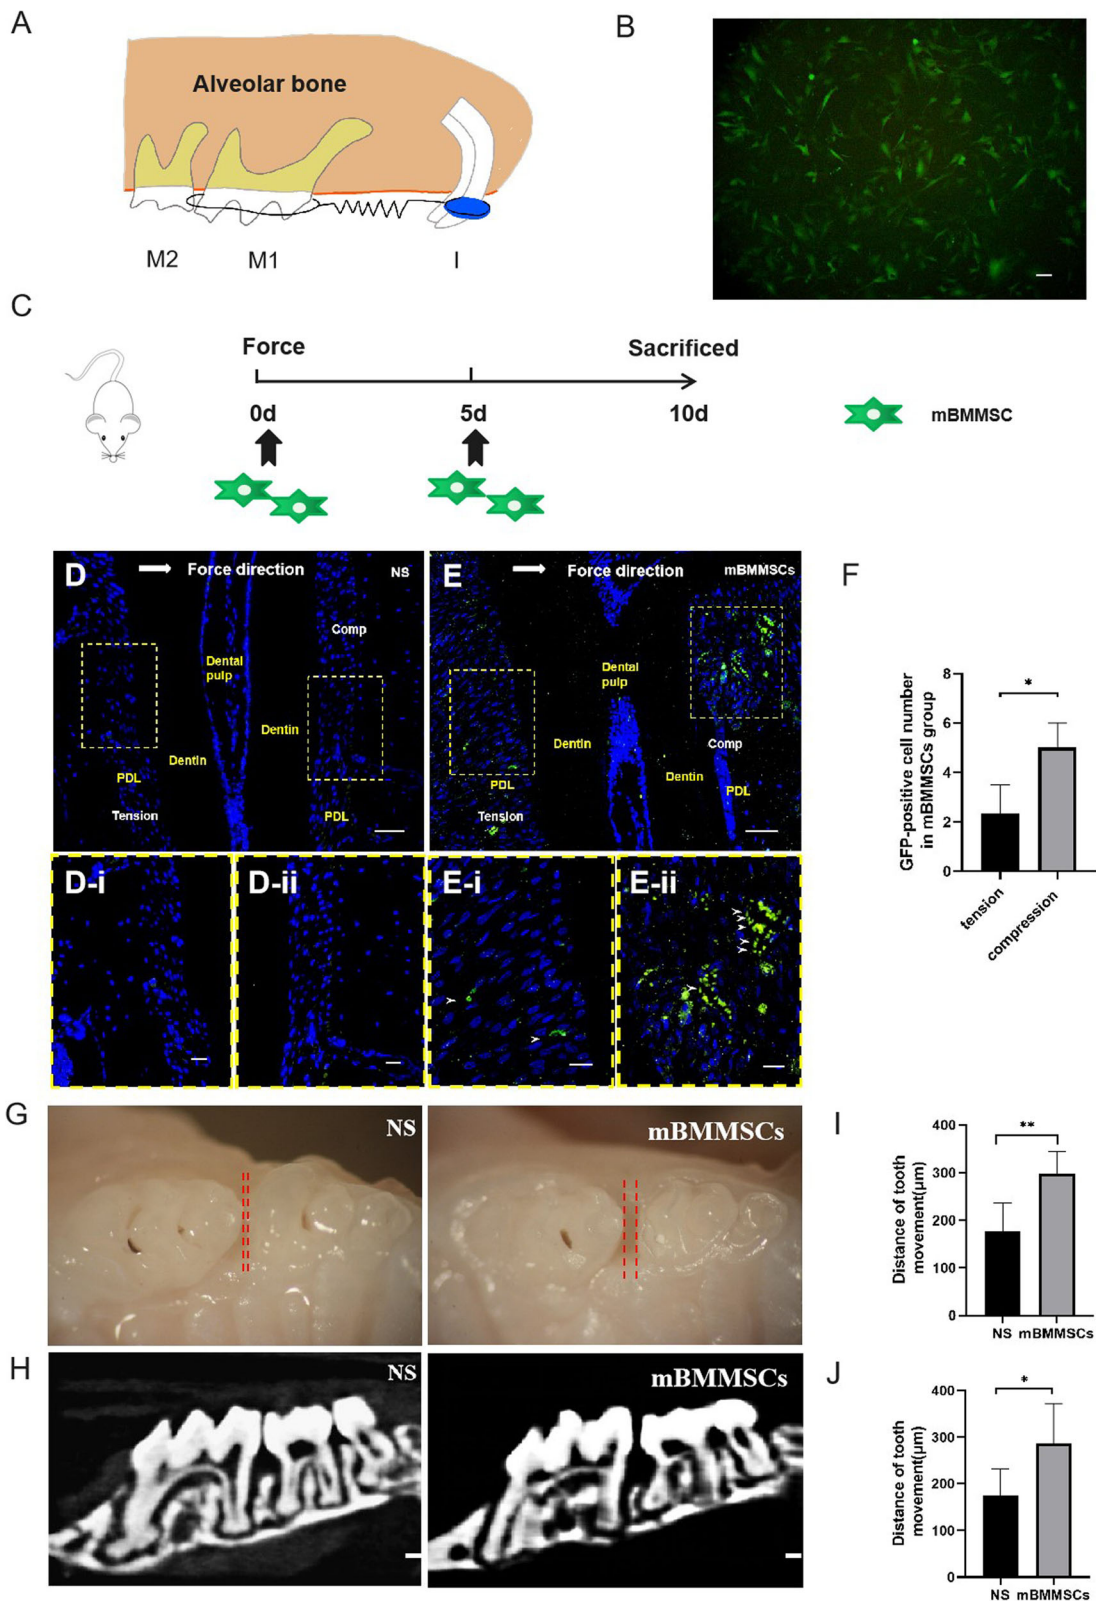 A
B
Alveolar bone
M2
M1
I
C
Force
Sacrificed
0d
5d
10d
mBMMSC
D
Force direction
NS
Comp
Dental
pulp
Dentin
Dentin
PDL
Tension
PDL
E
Force direction
mBMMSCs
Dental
pulp
Dentin
Comp
Dentin
PDL
PDL
Tension
F
GFP-positive cell number
in mBMMSCs group
8
6
4
2
0
*
tension
compression
D-i
D-ii
E-i
E-ii
G
NS
mBMMSCs
I
Distance of tooth
movement(μm)
400
300
200
100
0
**
NS
mBMMSCs
H
NS
mBMMSCs
J
Distance of tooth
movement(μm)
400
300
200
100
0
*
NS
mBMMSCs